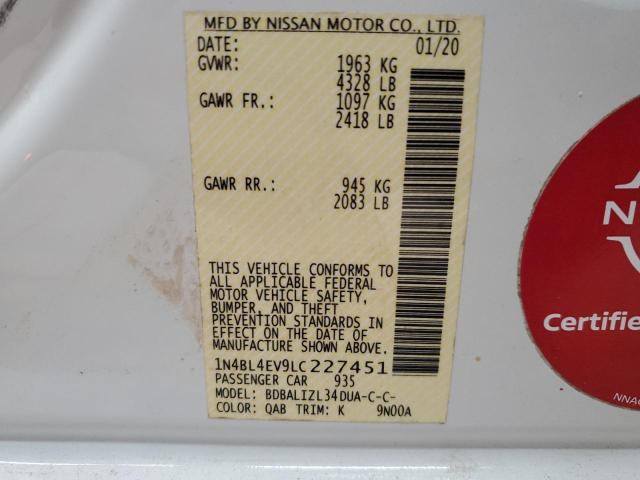 MFD BY NISSAN MOTOR CO., LTD.
DATE: 01/20
GVWR: 1963 KG
4328 LB
GAWR FR.: 1097 KG
2418 LB
GAWR RR.: 945 KG
2083 LB
THIS VEHICLE CONFORMS TO
ALL APPLICABLE FEDERAL
MOTOR VEHICLE SAFETY,
BUMPER, AND THEFT
PREVENTION STANDARDS IN
EFFECT ON THE DATE OF
MANUFACTURE SHOWN ABOVE.
1N4BL4EV9LC227451
PASSENGER CAR 935
MODEL: BDBALIZL34DUA-C-C-
COLOR: QAB TRIM: K 9N00A
N
Certifie